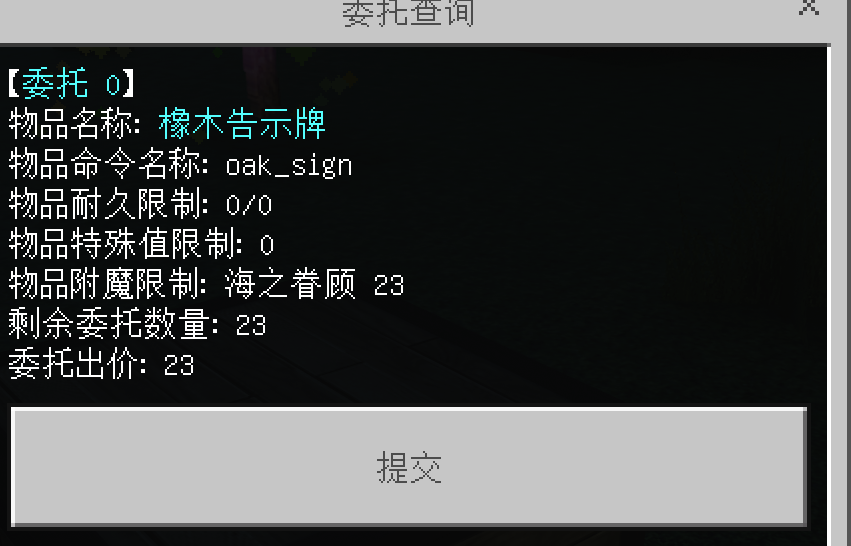 委托查询
【委托 0】
物品名称: 橡木告示牌
物品命令名称: oak_sign
物品耐久限制: 0/0
物品特殊值限制: 0
物品附魔限制: 海之眷顾 23
剩余委托数量: 23
委托出价: 23
提交